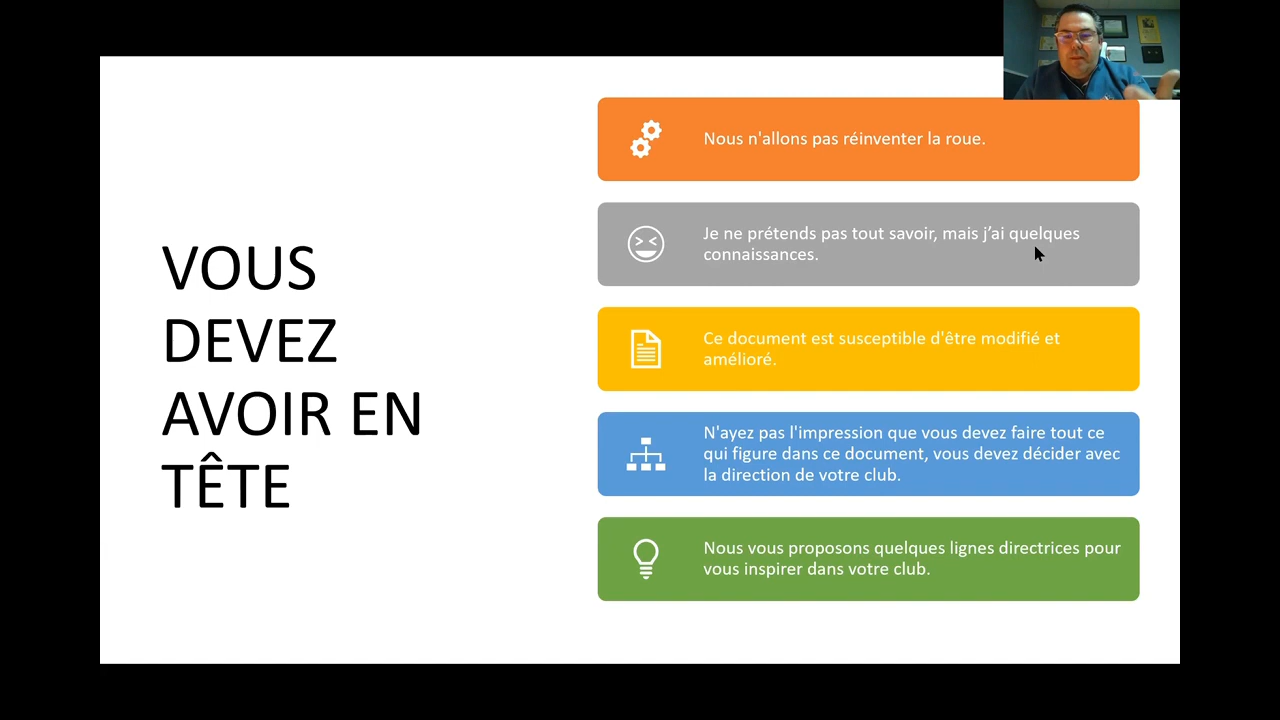 VOUS
DEVEZ
AVOIR EN
TÊTE
Nous n'allons pas réinventer la roue.
Je ne prétends pas tout savoir, mais j’ai quelques
connaissances.
Ce document est susceptible d'être modifié et
amélioré.
N'ayez pas l'impression que vous devez faire tout ce
qui figure dans ce document, vous devez décider avec
la direction de votre club.
Nous vous proposons quelques lignes directrices pour
vous inspirer dans votre club.